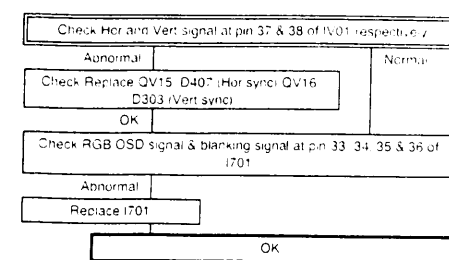 Check Hor and Vert signal at pin 37 & 38 of IV01 respectively
Abnormal
Normal
Check Replace QV15, D407 (Hor sync) QV16
D303 (Vert sync)
OK
Check RGB OSD signal & blanking signal at pin 33, 34, 35 & 36 of
I701
Abnormal
Replace I701
OK